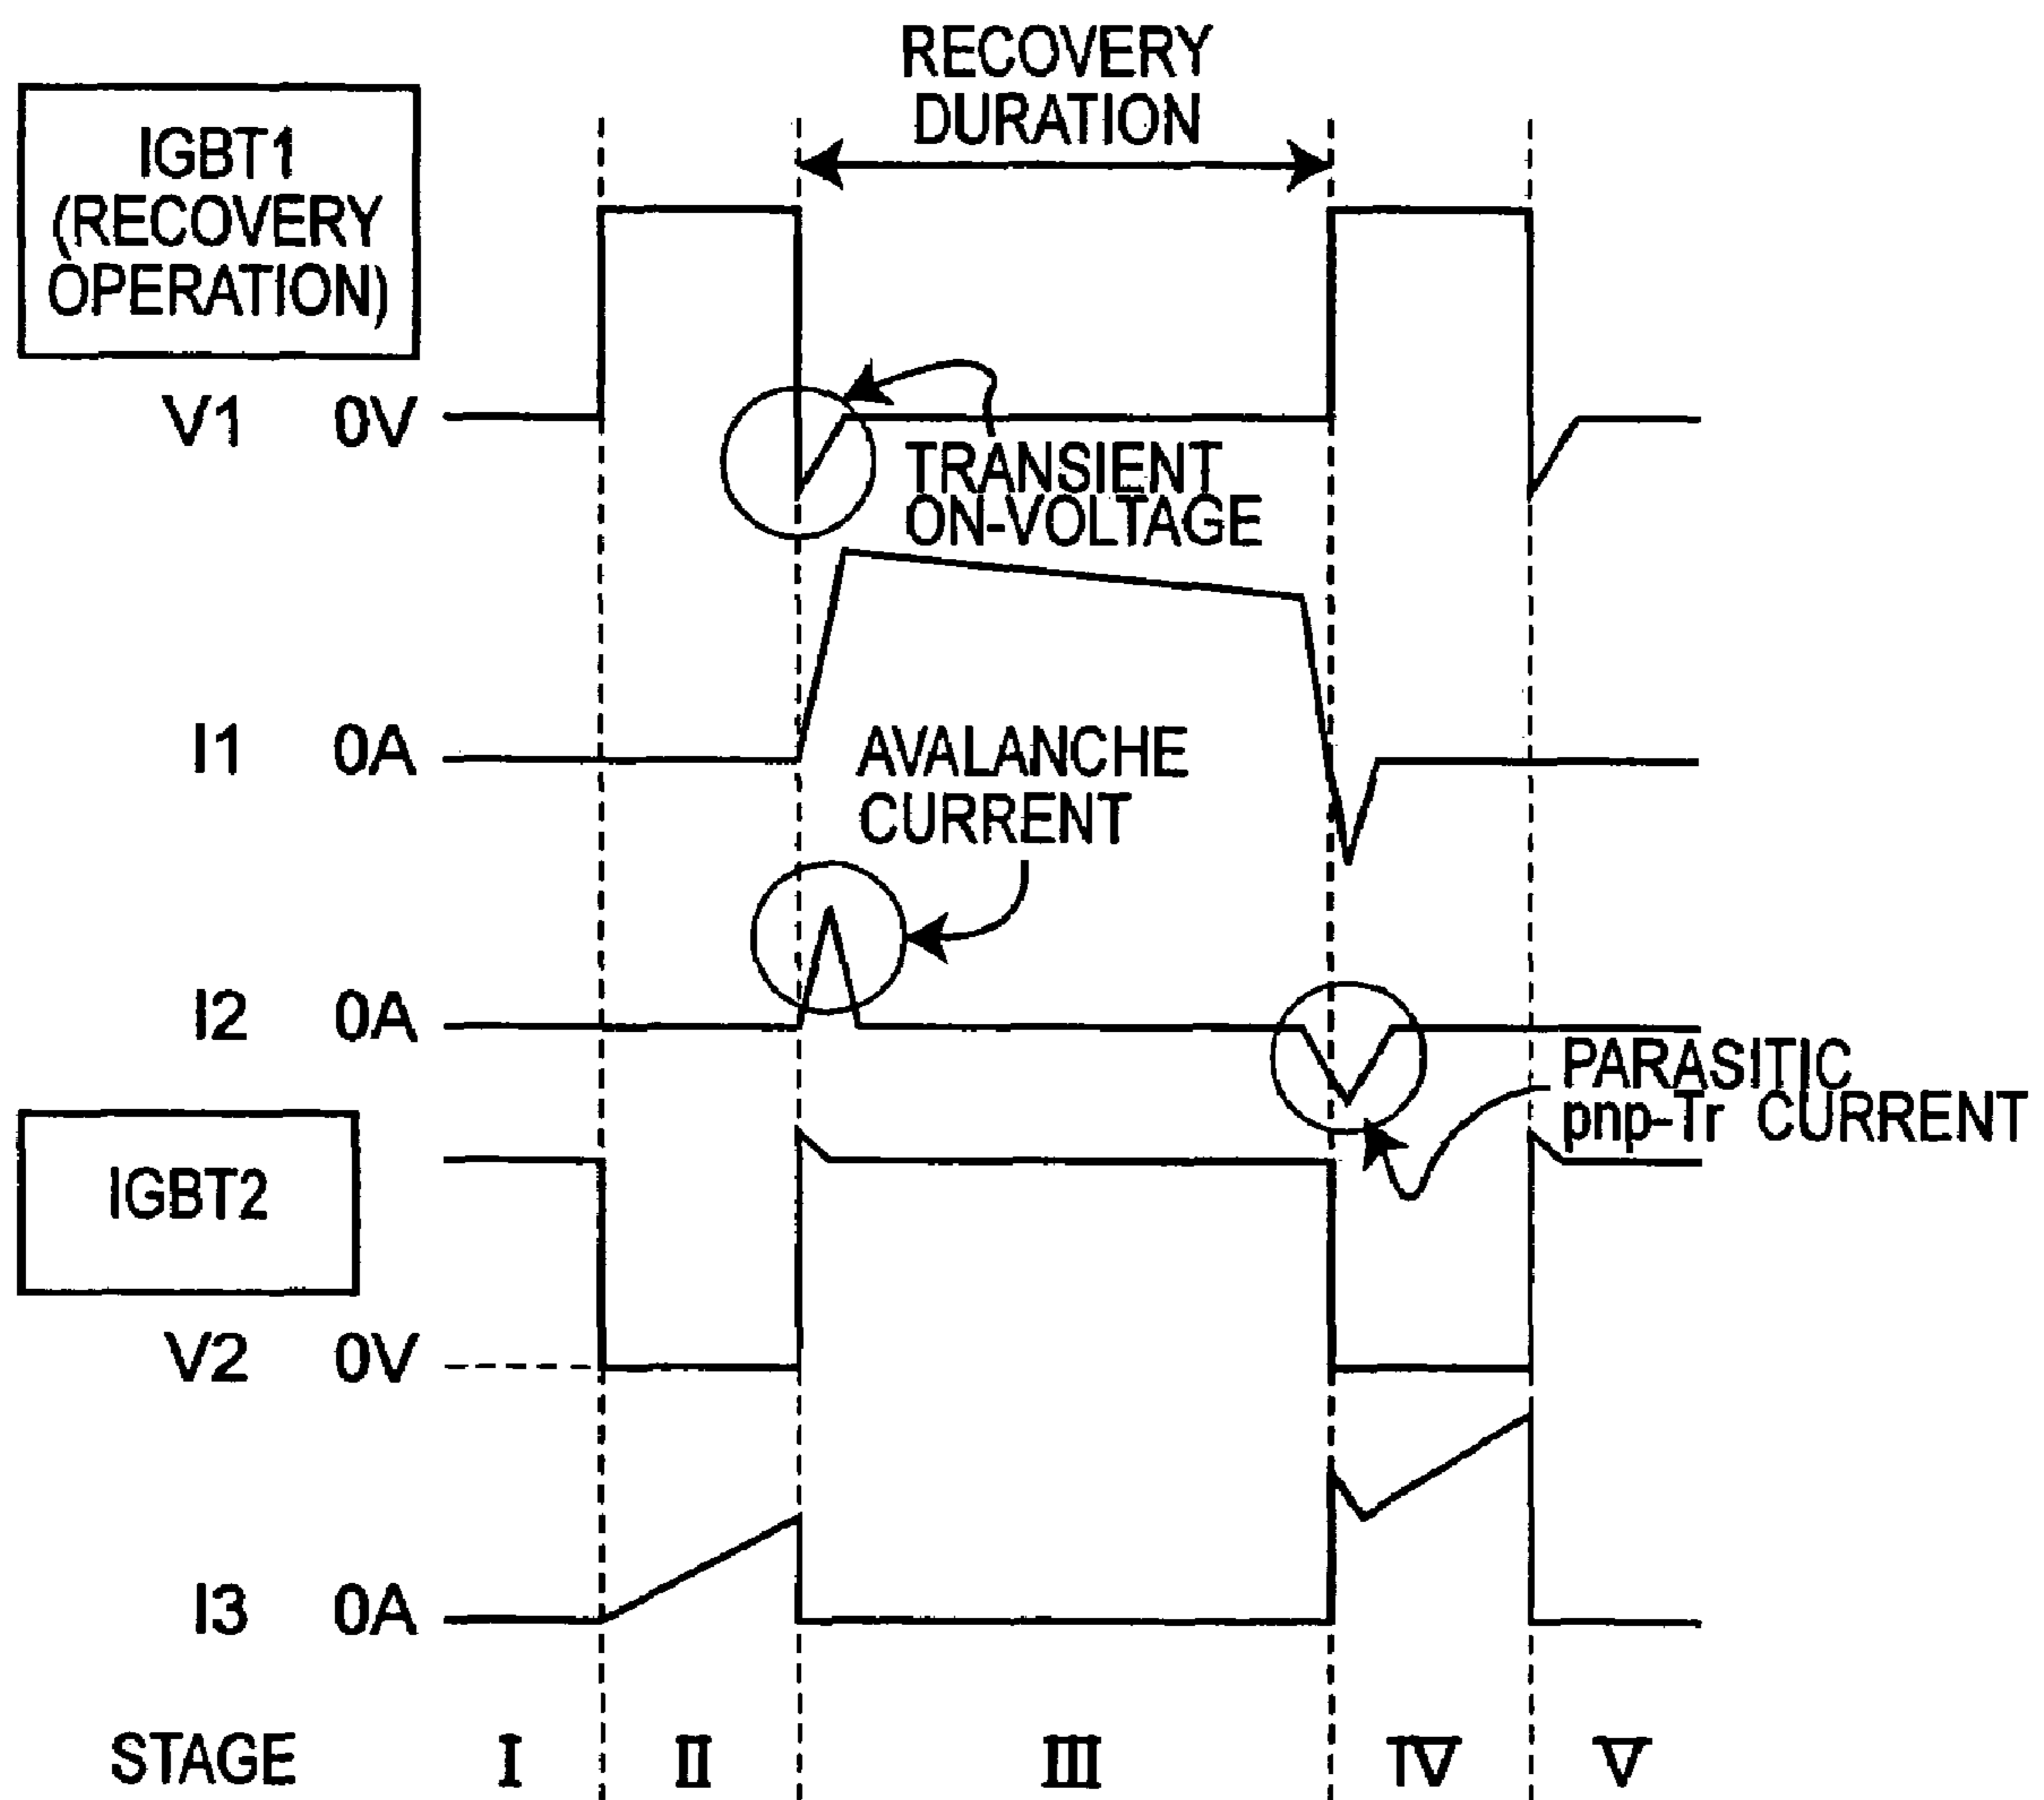 RECOVERY
DURATION
IGBT1
(RECOVERY
OPERATION)
V1 0V
TRANSIENT
ON-VOLTAGE
I1 0A
AVALANCHE
CURRENT
I2 0A
PARASITIC
pnp-Tr CURRENT
IGBT2
V2 0V
I3 0A
STAGE I II III IV V